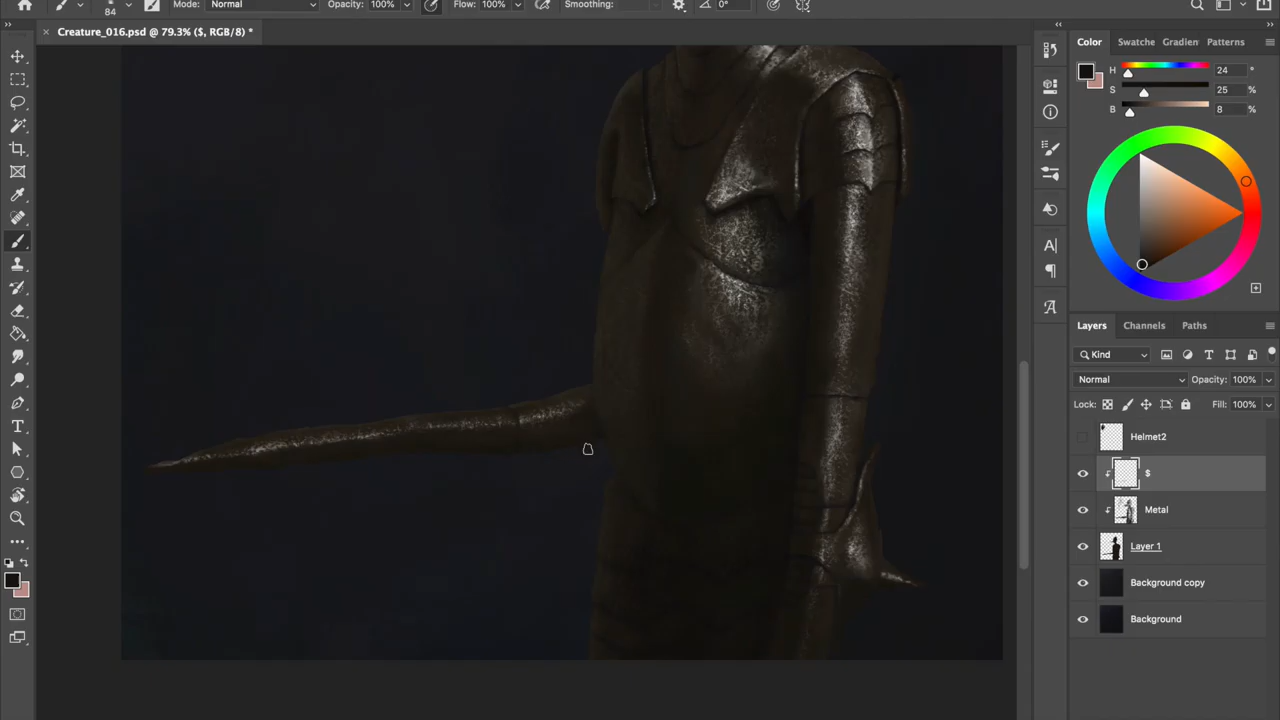 Mode: Normal Opacity: 100% Flow: 100% Smoothing: 0°
84
× Creature_016.psd @ 79.3% ($, RGB/8) *
Color Swatche Gradien Patterns
H 24 °
S 25 %
B 8 %
Layers Channels Paths
Kind
Normal Opacity: 100%
Lock: Fill: 100%
Helmet2
$
Metal
Layer 1
Background copy
Background